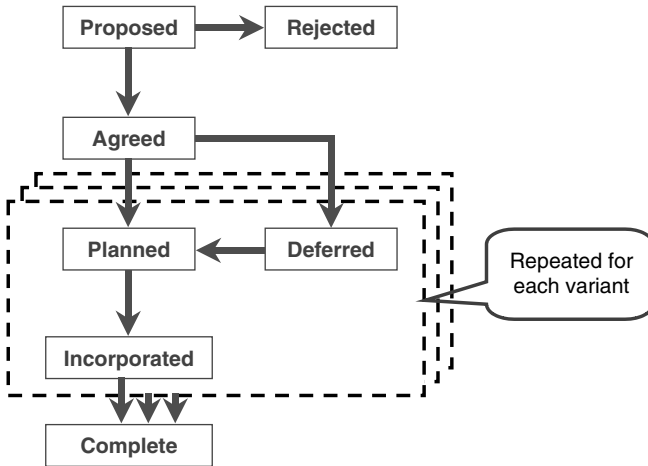 Proposed
Rejected
Agreed
Planned
Deferred
Repeated for
each variant
Incorporated
Complete